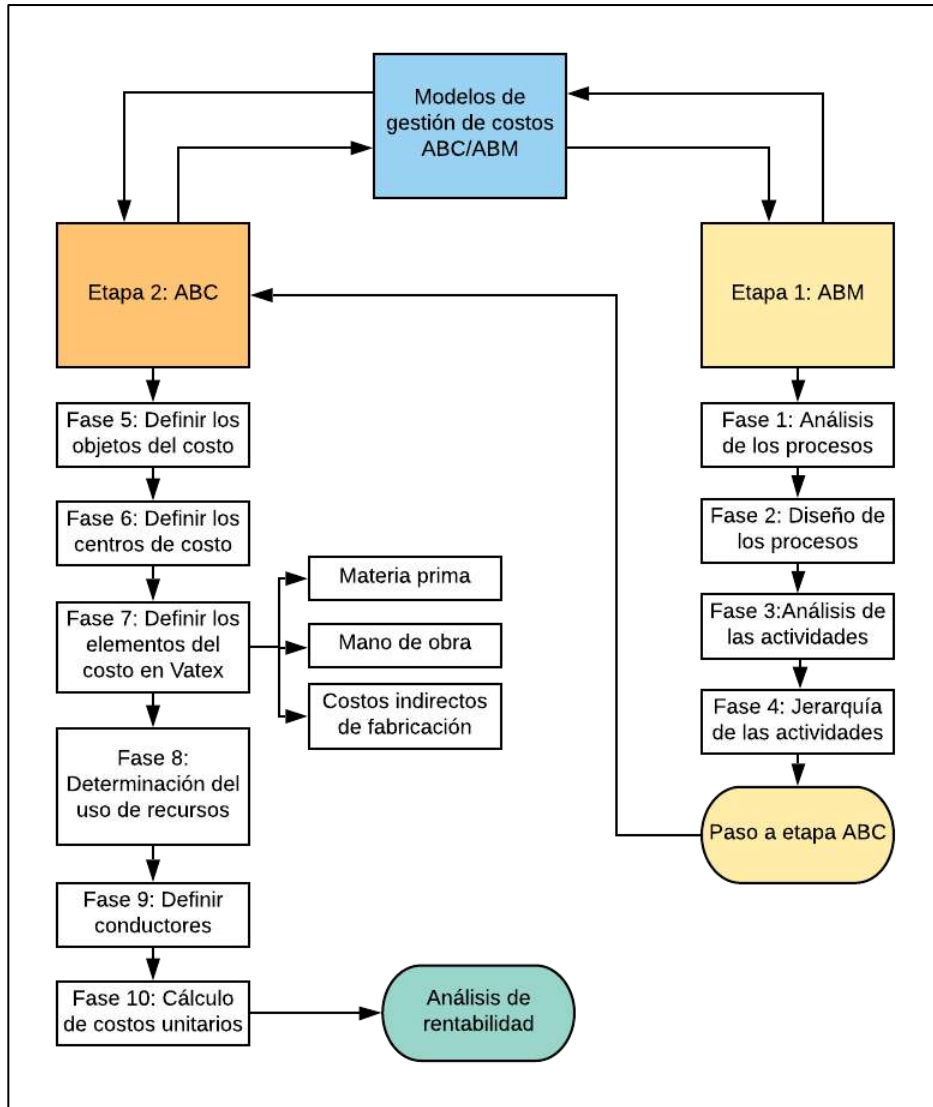 Modelos de
gestión de costos
ABC/ABM
Etapa 2: ABC
Etapa 1: ABM
Fase 5: Definir los
objetos del costo
Fase 6: Definir los
centros de costo
Fase 7: Definir los
elementos del
costo en Vatex
Materia prima
Mano de obra
Costos indirectos
de fabricación
Fase 8:
Determinación del
uso de recursos
Fase 9: Definir
conductores
Fase 10: Cálculo
de costos unitarios
Análisis de
rentabilidad
Fase 1: Análisis
de los procesos
Fase 2: Diseño de
los procesos
Fase 3:Análisis de
las actividades
Fase 4: Jerarquía
de las actividades
Paso a etapa ABC